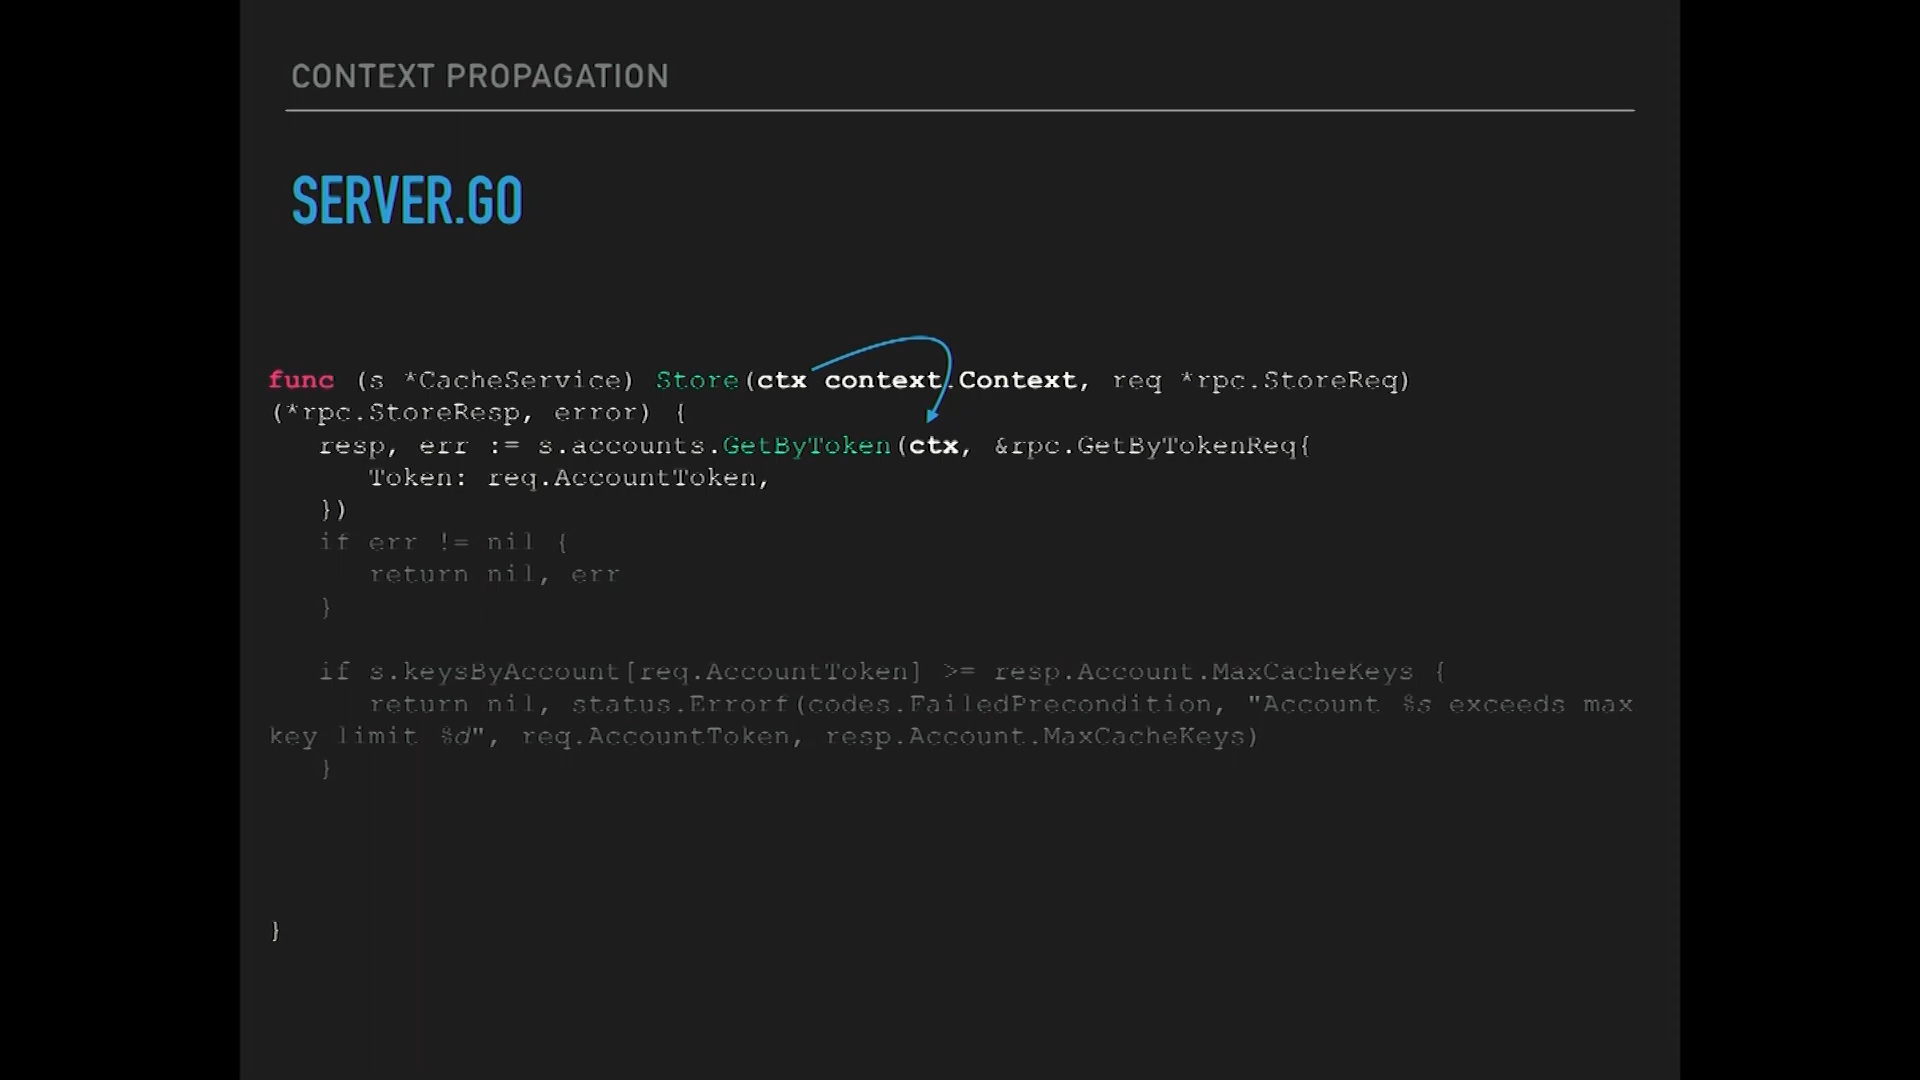 CONTEXT PROPAGATION
SERVER.GO
func (s *CacheService) Store(ctx context.Context, req *rpc.StoreReq)
(*rpc.StoreResp, error) {
resp, err := s.accounts.GetByToken(ctx, &rpc.GetByTokenReq{
Token: req.AccountToken,
})
if err != nil {
return nil, err
}
if s.keysByAccount[req.AccountToken] >= resp.Account.MaxCacheKeys {
return nil, status.Errorf(codes.FailedPrecondition, "Account %s exceeds max
key limit %d", req.AccountToken, resp.Account.MaxCacheKeys)
}
}